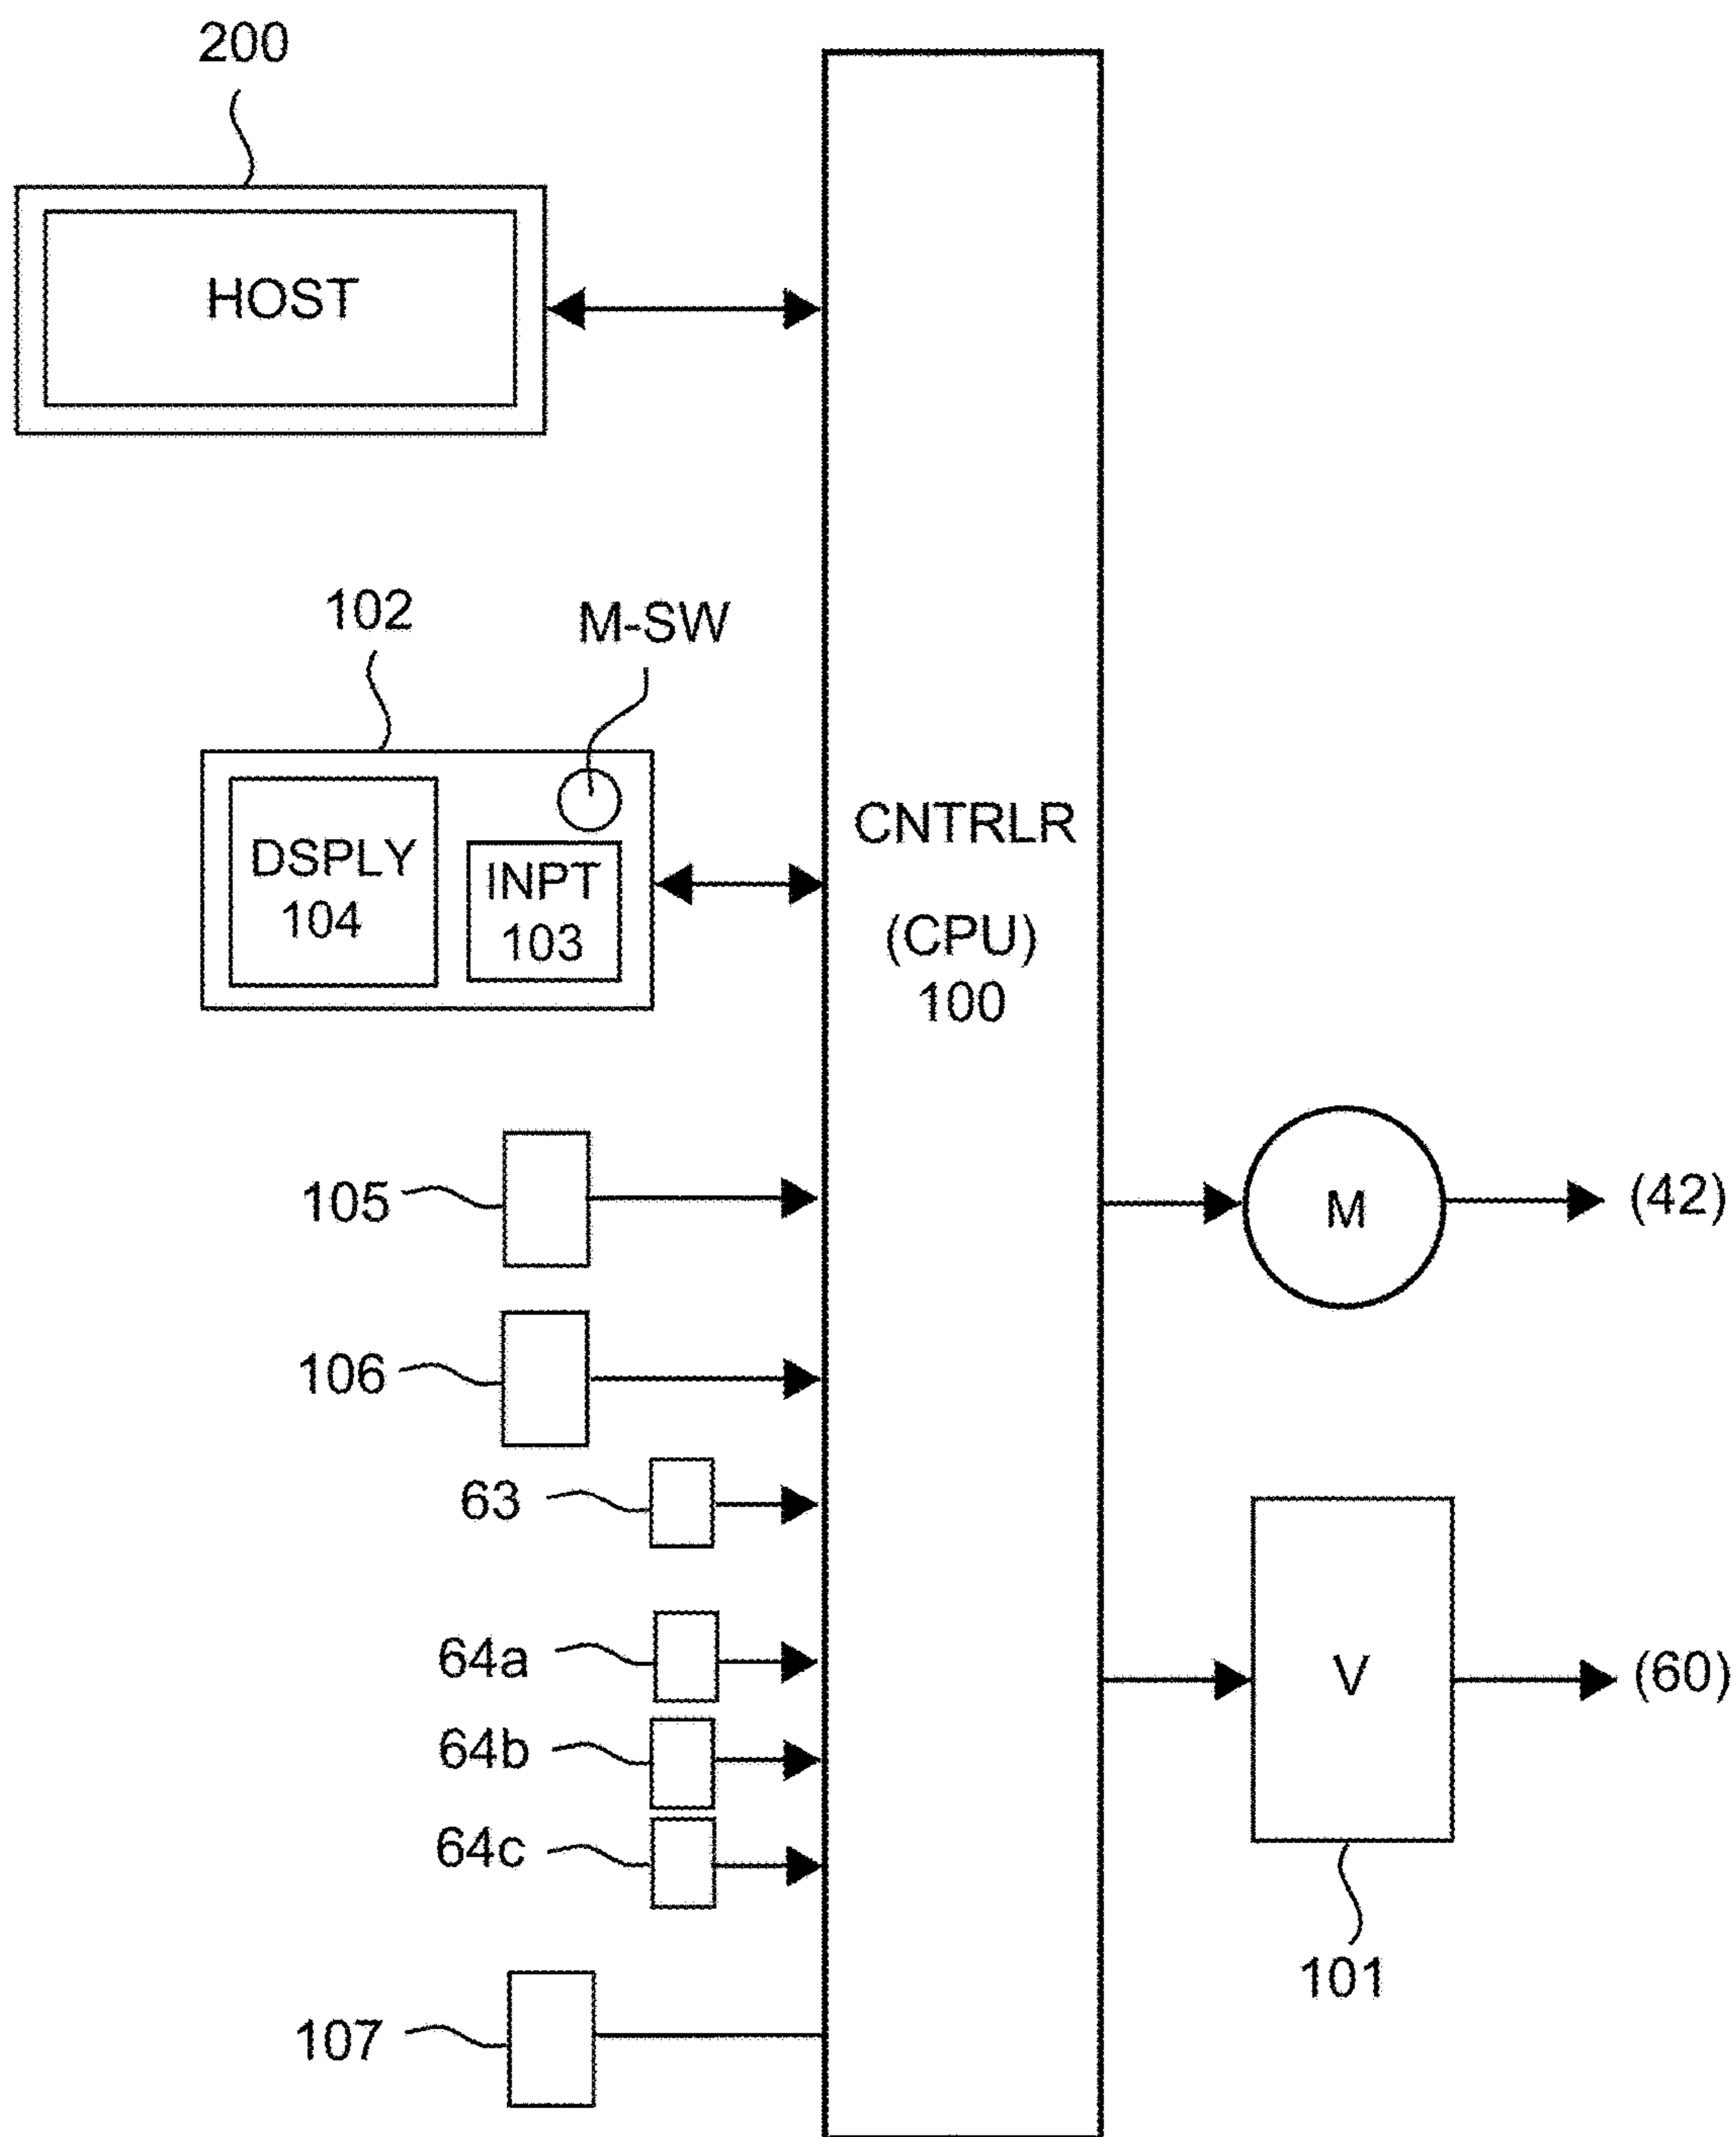 200
HOST
102
M-SW
DSPLY
104
INPT
103
CNTRLR
(CPU)
100
105
M
(42)
106
63
64a
V
(60)
64b
64c
101
107